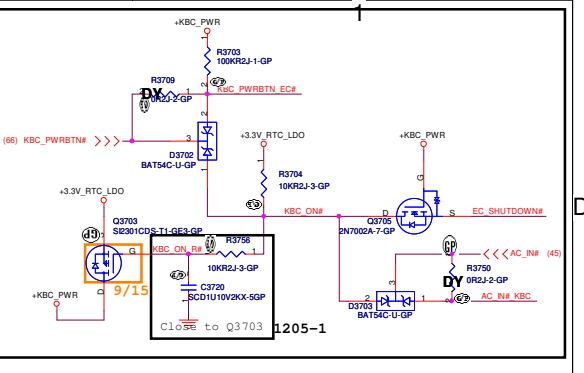 1
+KBC_PWR
R3703
100KR2J-1-GP
R3709
DY
0R2J-2-GP
KBC_PWRBTN_EC#
(66) KBC_PWRBTN#
D3702
BAT54C-U-GP
+3.3V_RTC_LDO
+KBC_PWR
R3704
10KR2J-3-GP
+3.3V_RTC_LDO
KBC_ON#
Q3705
2N7002A-7-GP
EC_SHUTDOWN#
D
Q3703
SI2301CDS-T1-GE3-GP
KBC_ON_R#
R3756
10KR2J-3-GP
AC_IN# (45)
R3750
0R2J-2-GP
DY
+KBC_PWR
9/15
C3720
SCD1U10V2KX-5GP
D3703
BAT54C-U-GP
AC_IN#_KBC
Close to Q3703
1205-1